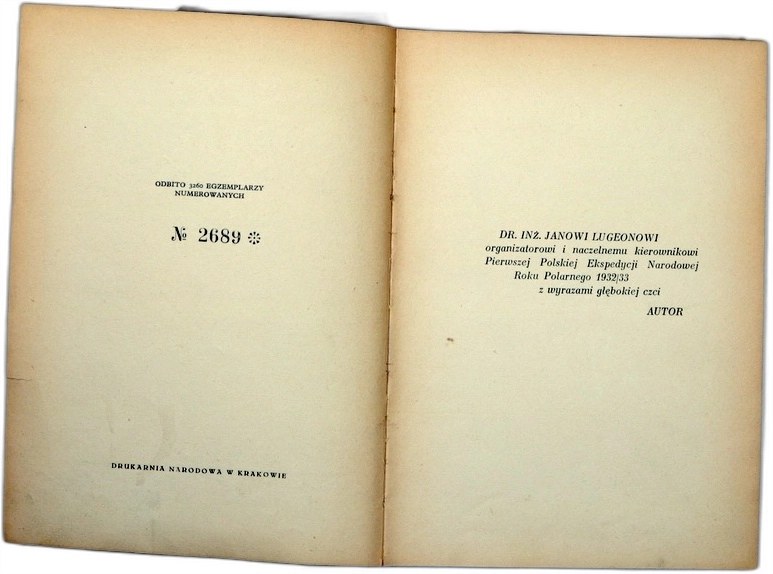 ODBITO 3260 EGZEMPLARZY
NUMEROWANYCH
№ 2689
DRUKARNIA NARODOWA W KRAKOWIE
DR. INŻ. JANOWI LUGEONOWI
organizatorowi i naczelnemu kierownikowi
Pierwszej Polskiej Ekspedycji Narodowej
Roku Polarnego 1932/33
z wyrazami głębokiej czci
AUTOR